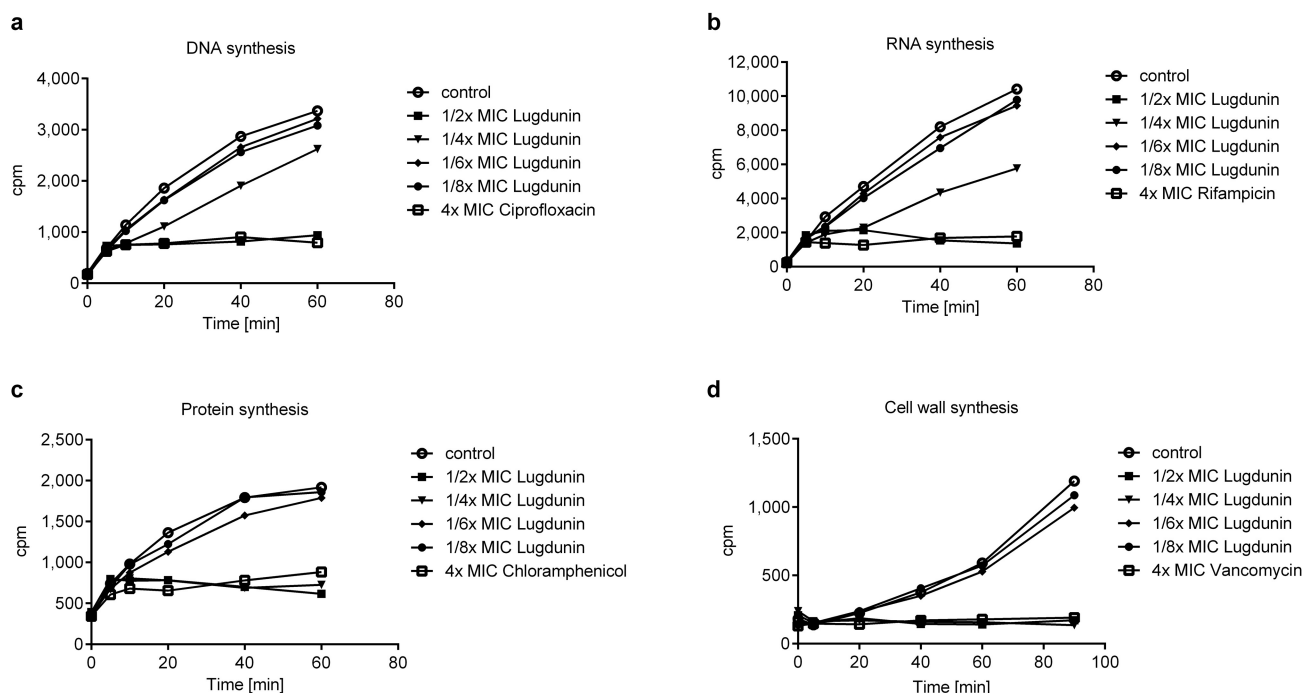 a
DNA synthesis
4,000
3,000
2,000
1,000
0
cpm
0 20 40 60 80
Time [min]
control
1/2x MIC Lugdunin
1/4x MIC Lugdunin
1/6x MIC Lugdunin
1/8x MIC Lugdunin
4x MIC Ciprofloxacin
b
RNA synthesis
12,000
10,000
8,000
6,000
4,000
2,000
0
cpm
0 20 40 60 80
Time [min]
control
1/2x MIC Lugdunin
1/4x MIC Lugdunin
1/6x MIC Lugdunin
1/8x MIC Lugdunin
4x MIC Rifampicin
c
Protein synthesis
2,500
2,000
1,500
1,000
500
0
cpm
0 20 40 60 80
Time [min]
control
1/2x MIC Lugdunin
1/4x MIC Lugdunin
1/6x MIC Lugdunin
1/8x MIC Lugdunin
4x MIC Chloramphenicol
d
Cell wall synthesis
1,500
1,000
500
0
cpm
0 20 40 60 80 100
Time [min]
control
1/2x MIC Lugdunin
1/4x MIC Lugdunin
1/6x MIC Lugdunin
1/8x MIC Lugdunin
4x MIC Vancomycin